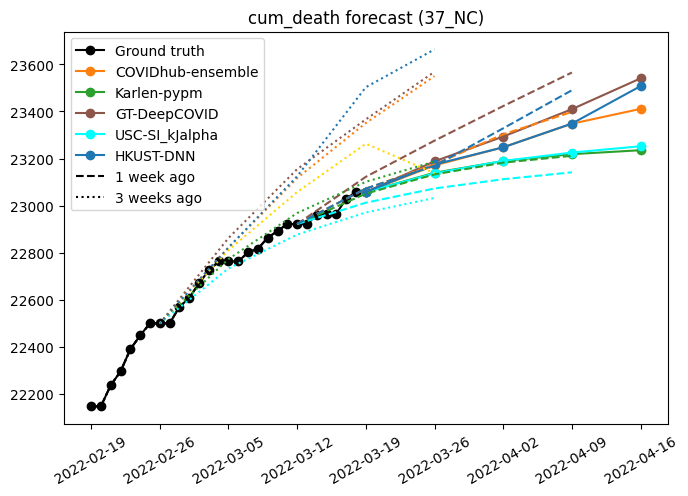 cum_death forecast (37_NC)
Ground truth
COVIDhub-ensemble
Karlen-pypm
GT-DeepCOVID
USC-SI_kJalpha
HKUST-DNN
1 week ago
3 weeks ago
23600
23400
23200
23000
22800
22600
22400
22200
2022-02-19
2022-02-26
2022-03-05
2022-03-12
2022-03-19
2022-03-26
2022-04-02
2022-04-09
2022-04-16